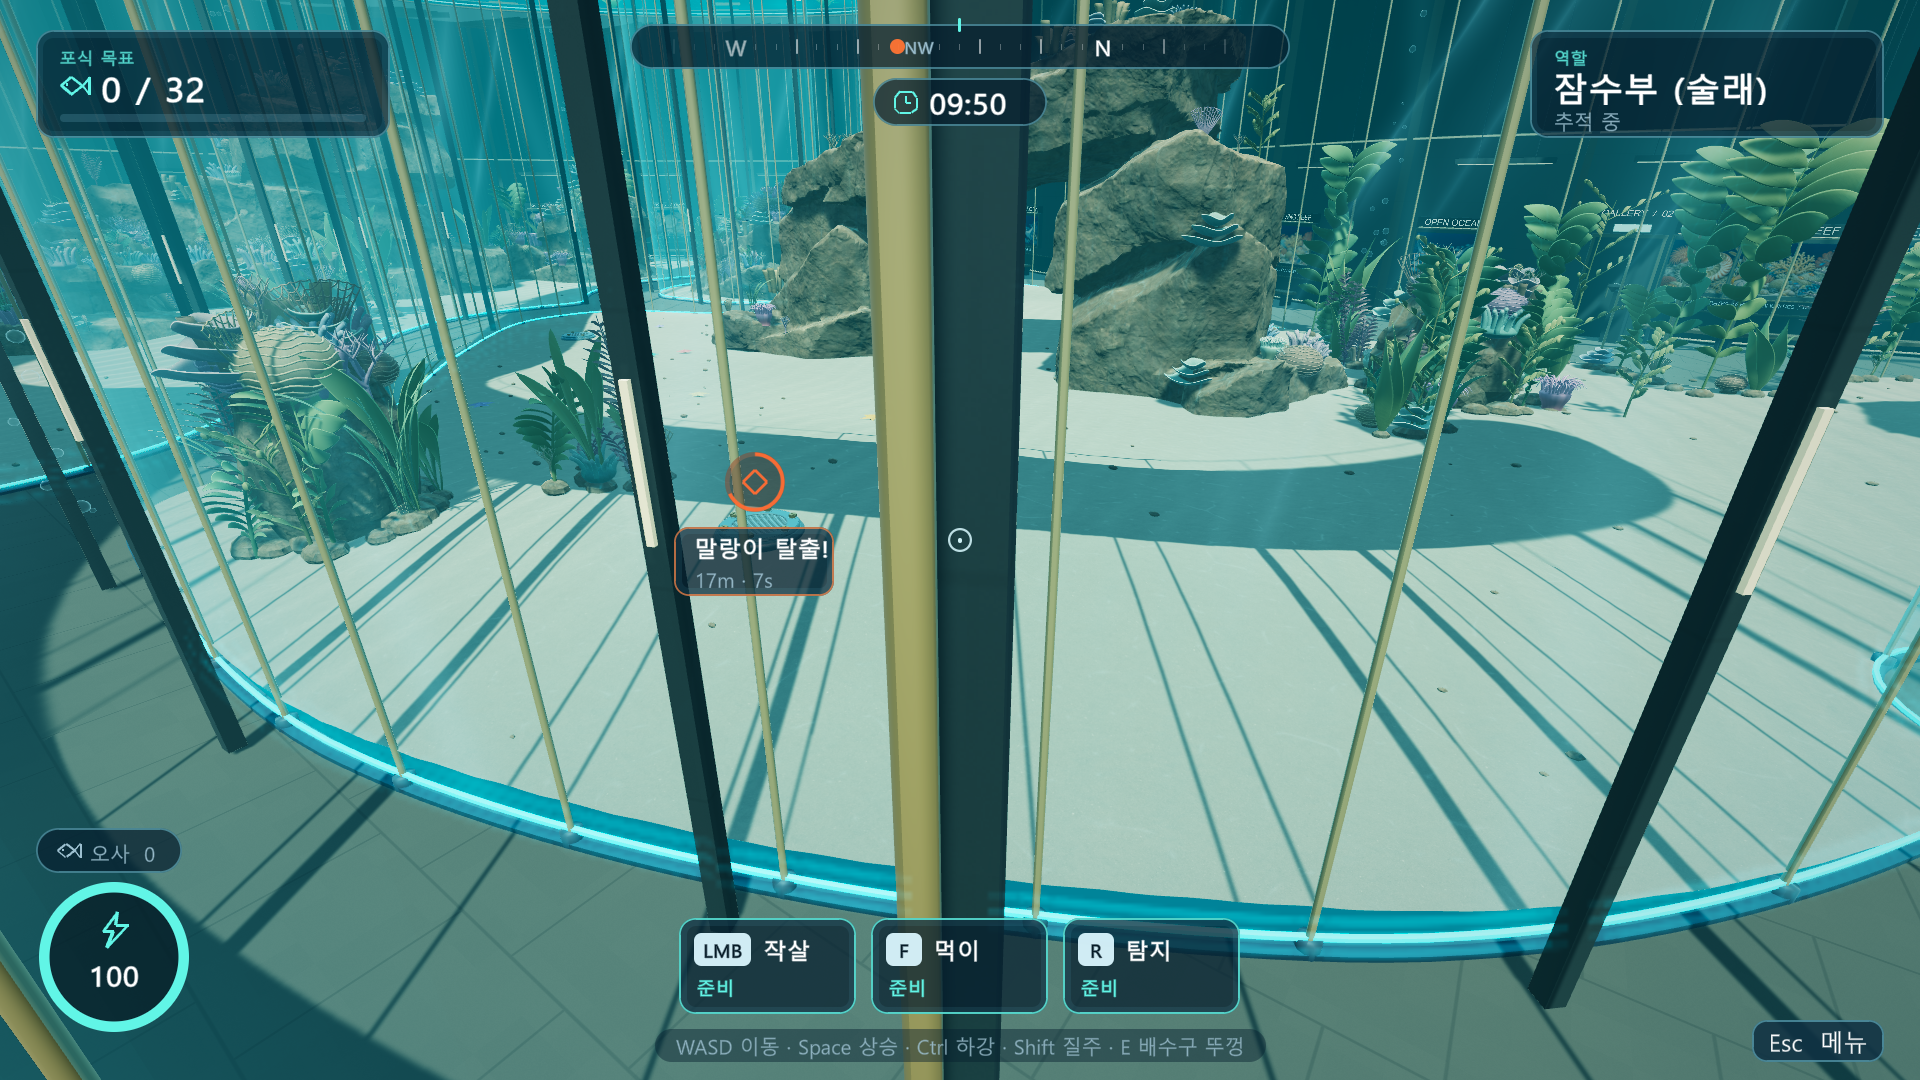 포식 목표
0 / 32
W
NW
N
09:50
역할
잠수부 (술래)
추적 중
OPEN OCEAN
GALLERY / 02
말랑이 탈출!
17m · 7s
오사 0
100
LMB 작살
준비
F 먹이
준비
R 탐지
준비
WASD 이동 · Space 상승 · Ctrl 하강 · Shift 질주 · E 배수구 뚜껑
Esc 메뉴